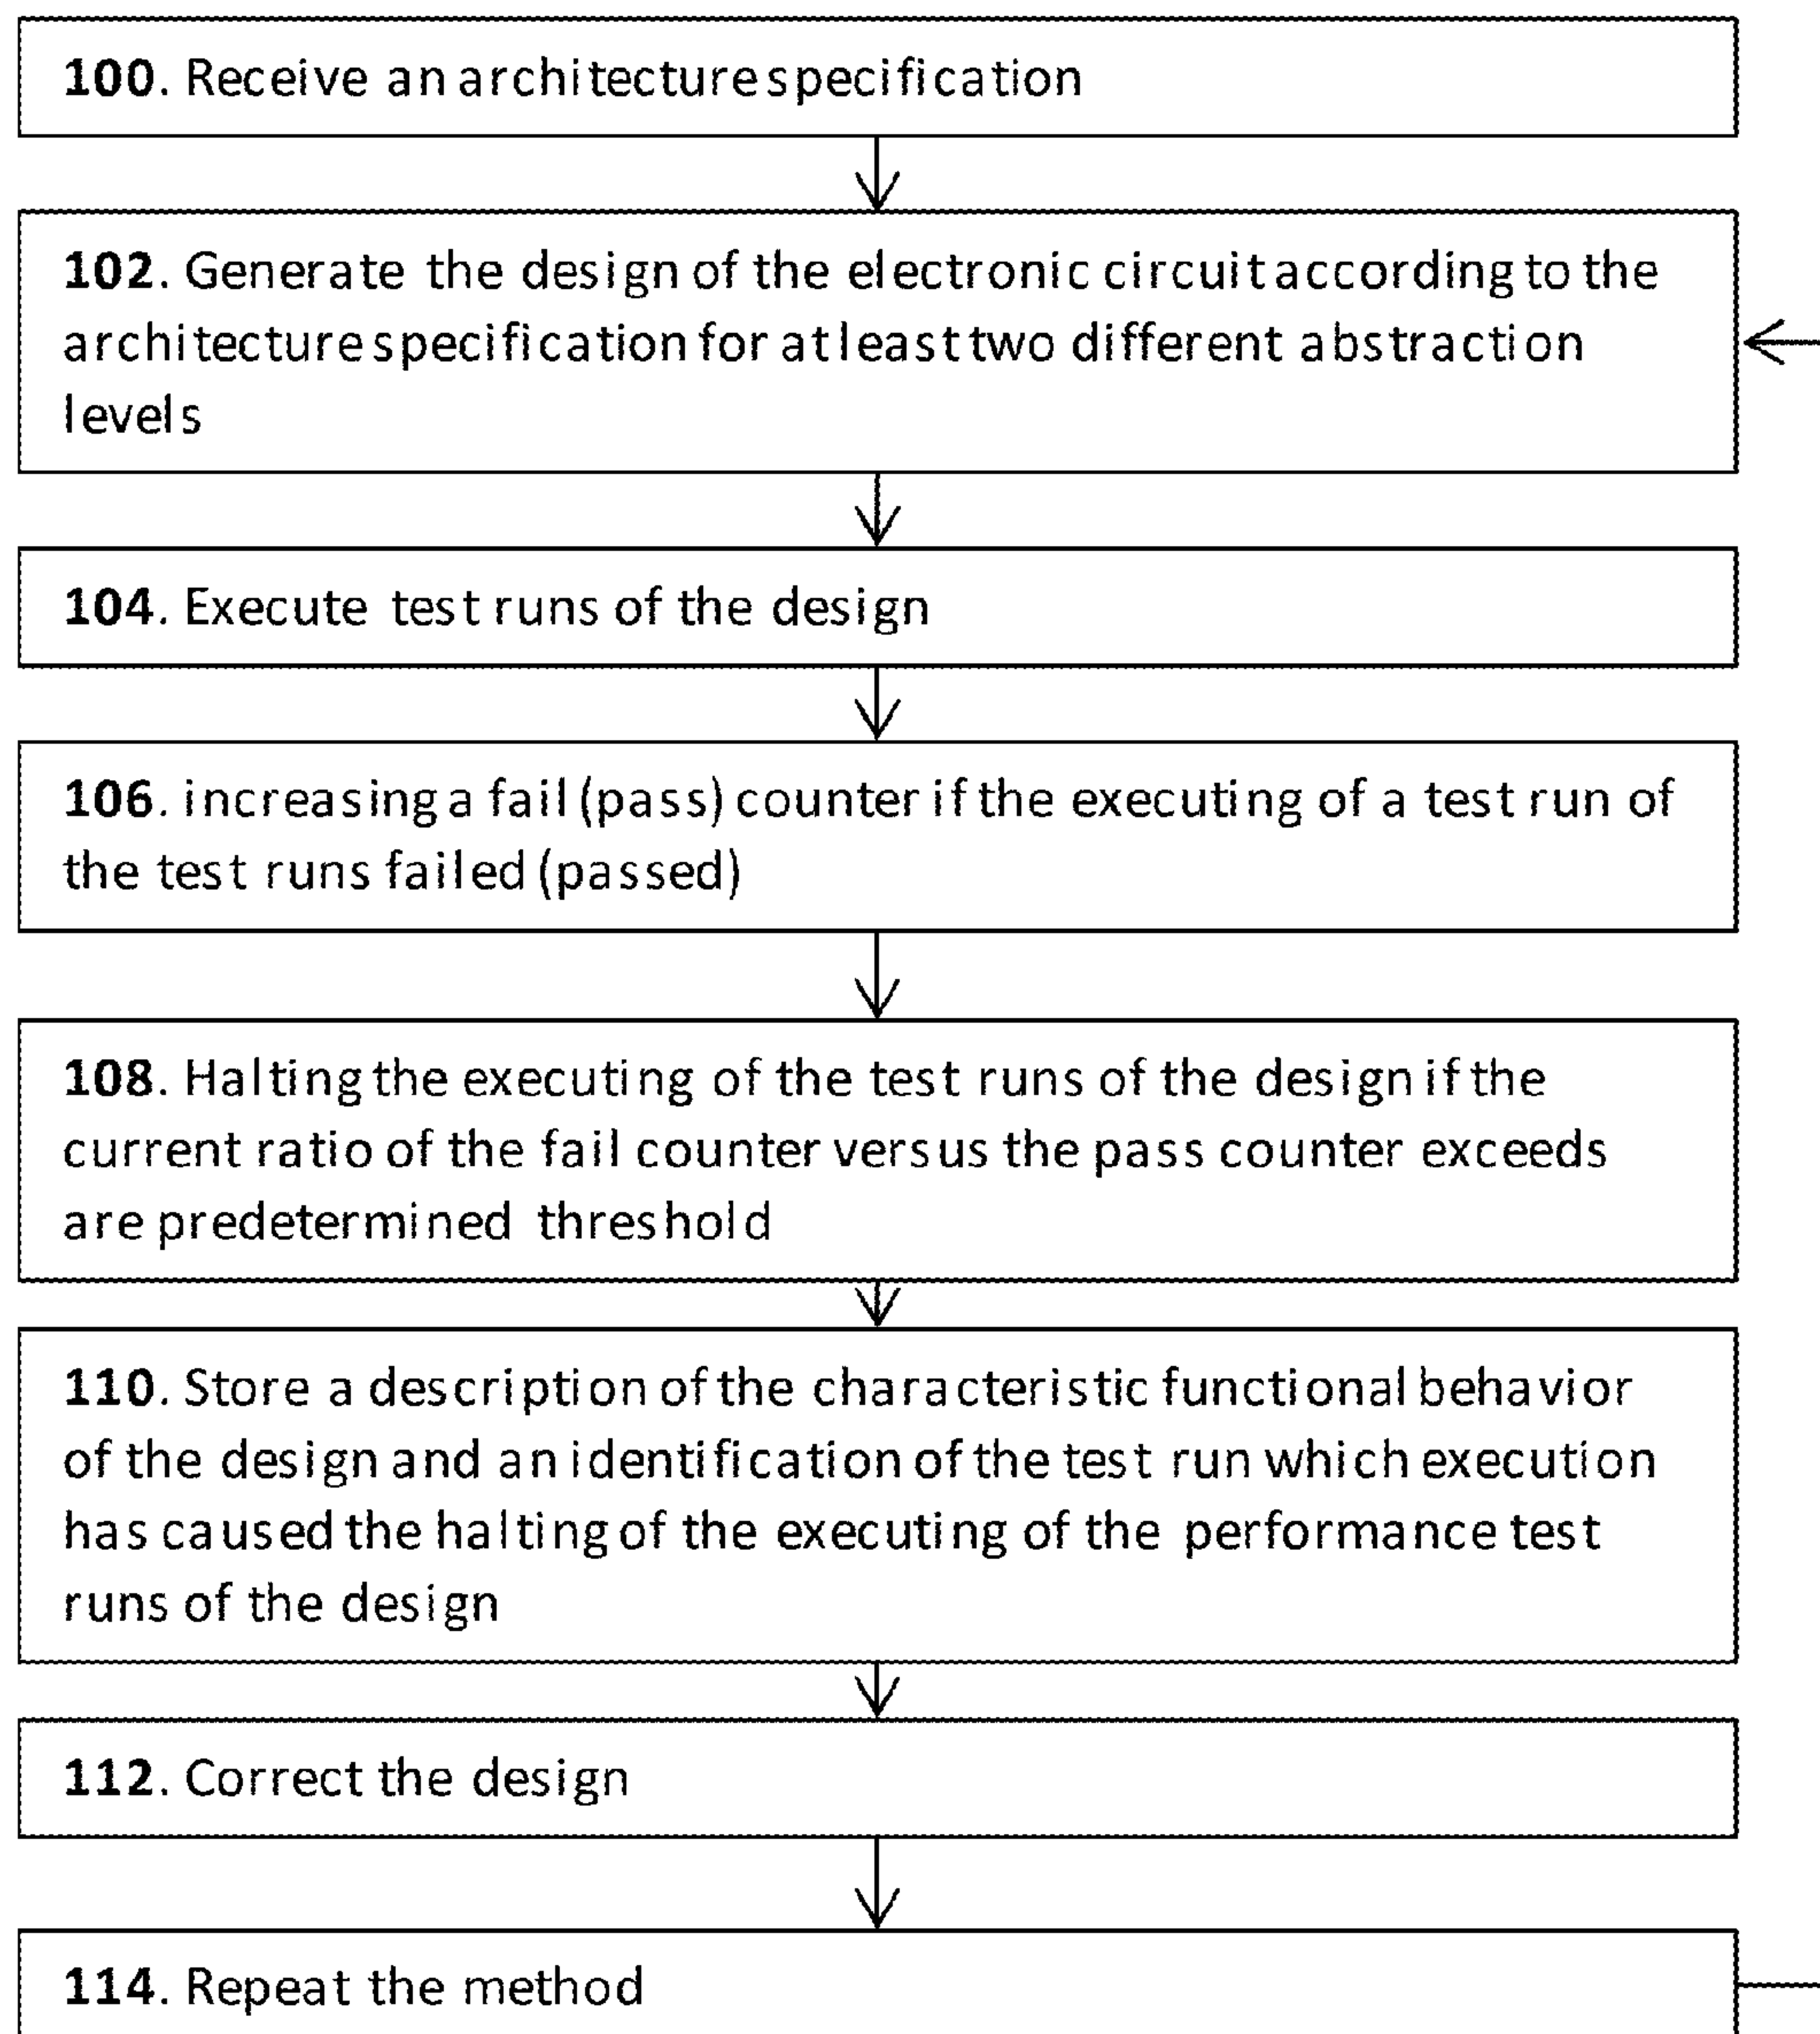 100. Receive an architecture specification
102. Generate the design of the electronic circuit according to the
architecture specification for at least two different abstraction
levels
104. Execute test runs of the design
106. increasing a fail (pass) counter if the executing of a test run of
the test runs failed (passed)
108. Halting the executing of the test runs of the design if the
current ratio of the fail counter versus the pass counter exceeds
are predetermined threshold
110. Store a description of the characteristic functional behavior
of the design and an identification of the test run which execution
has caused the halting of the executing of the performance test
runs of the design
112. Correct the design
114. Repeat the method